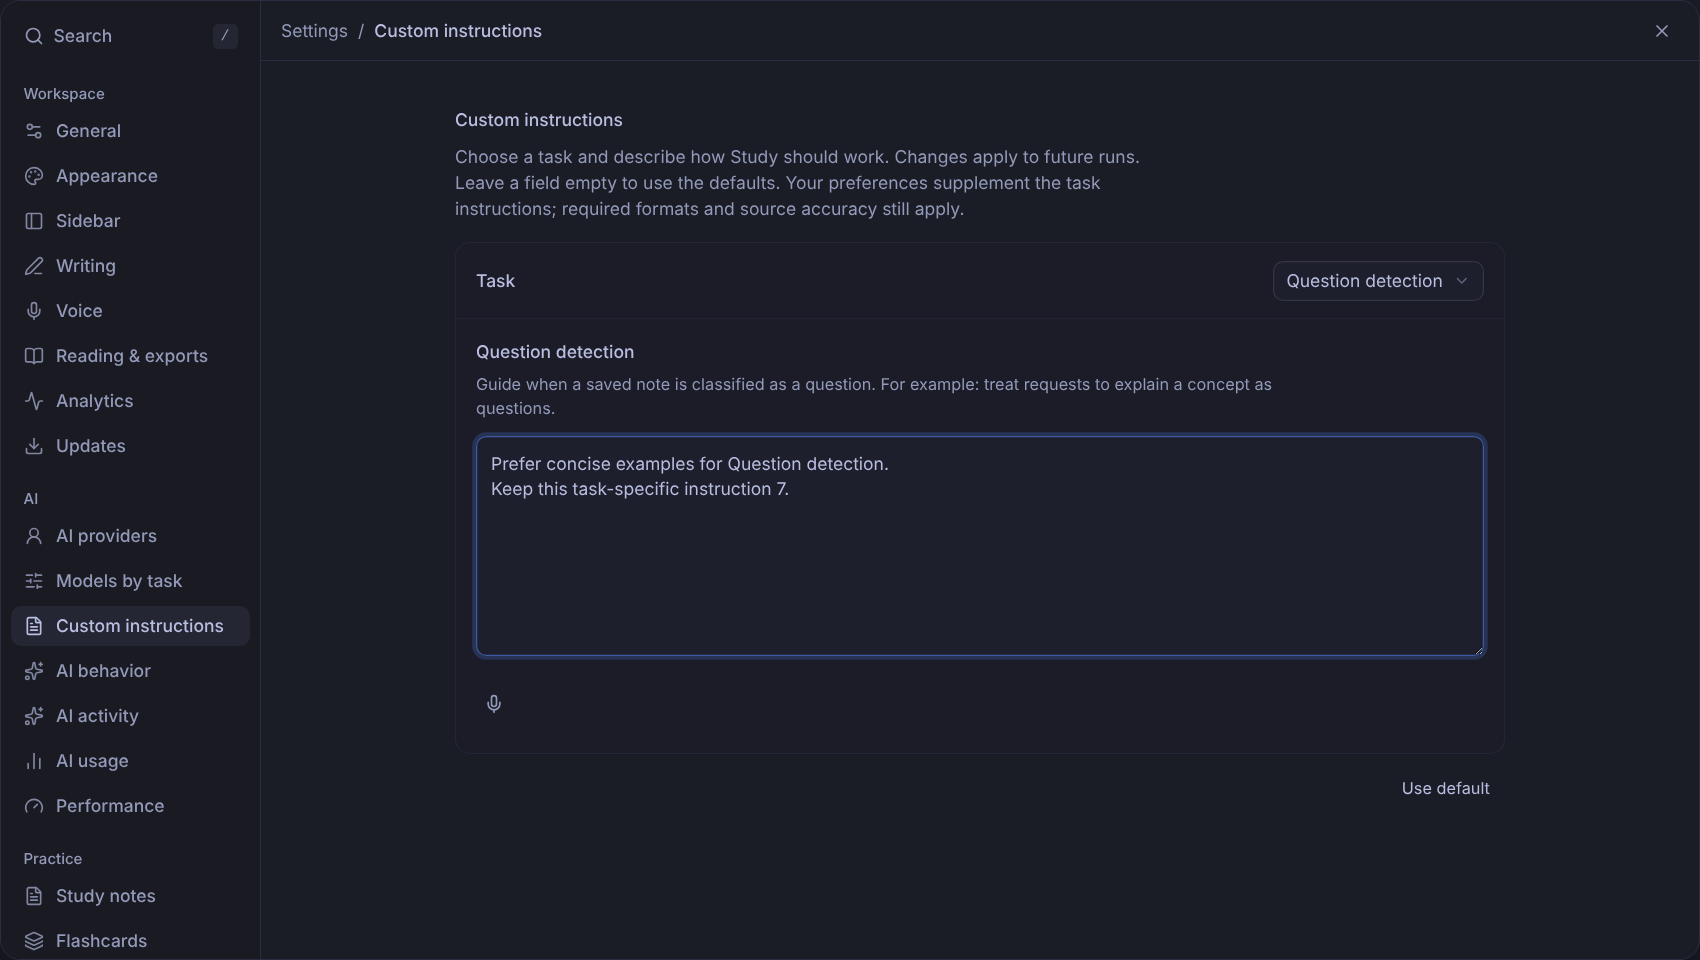 Search /
Workspace
General
Appearance
Sidebar
Writing
Voice
Reading & exports
Analytics
Updates
AI
AI providers
Models by task
Custom instructions
AI behavior
AI activity
AI usage
Performance
Practice
Study notes
Flashcards
Settings / Custom instructions
Custom instructions
Choose a task and describe how Study should work. Changes apply to future runs.
Leave a field empty to use the defaults. Your preferences supplement the task
instructions; required formats and source accuracy still apply.
Task
Question detection
Question detection
Guide when a saved note is classified as a question. For example: treat requests to explain a concept as
questions.
Prefer concise examples for Question detection.
Keep this task-specific instruction 7.
Use default